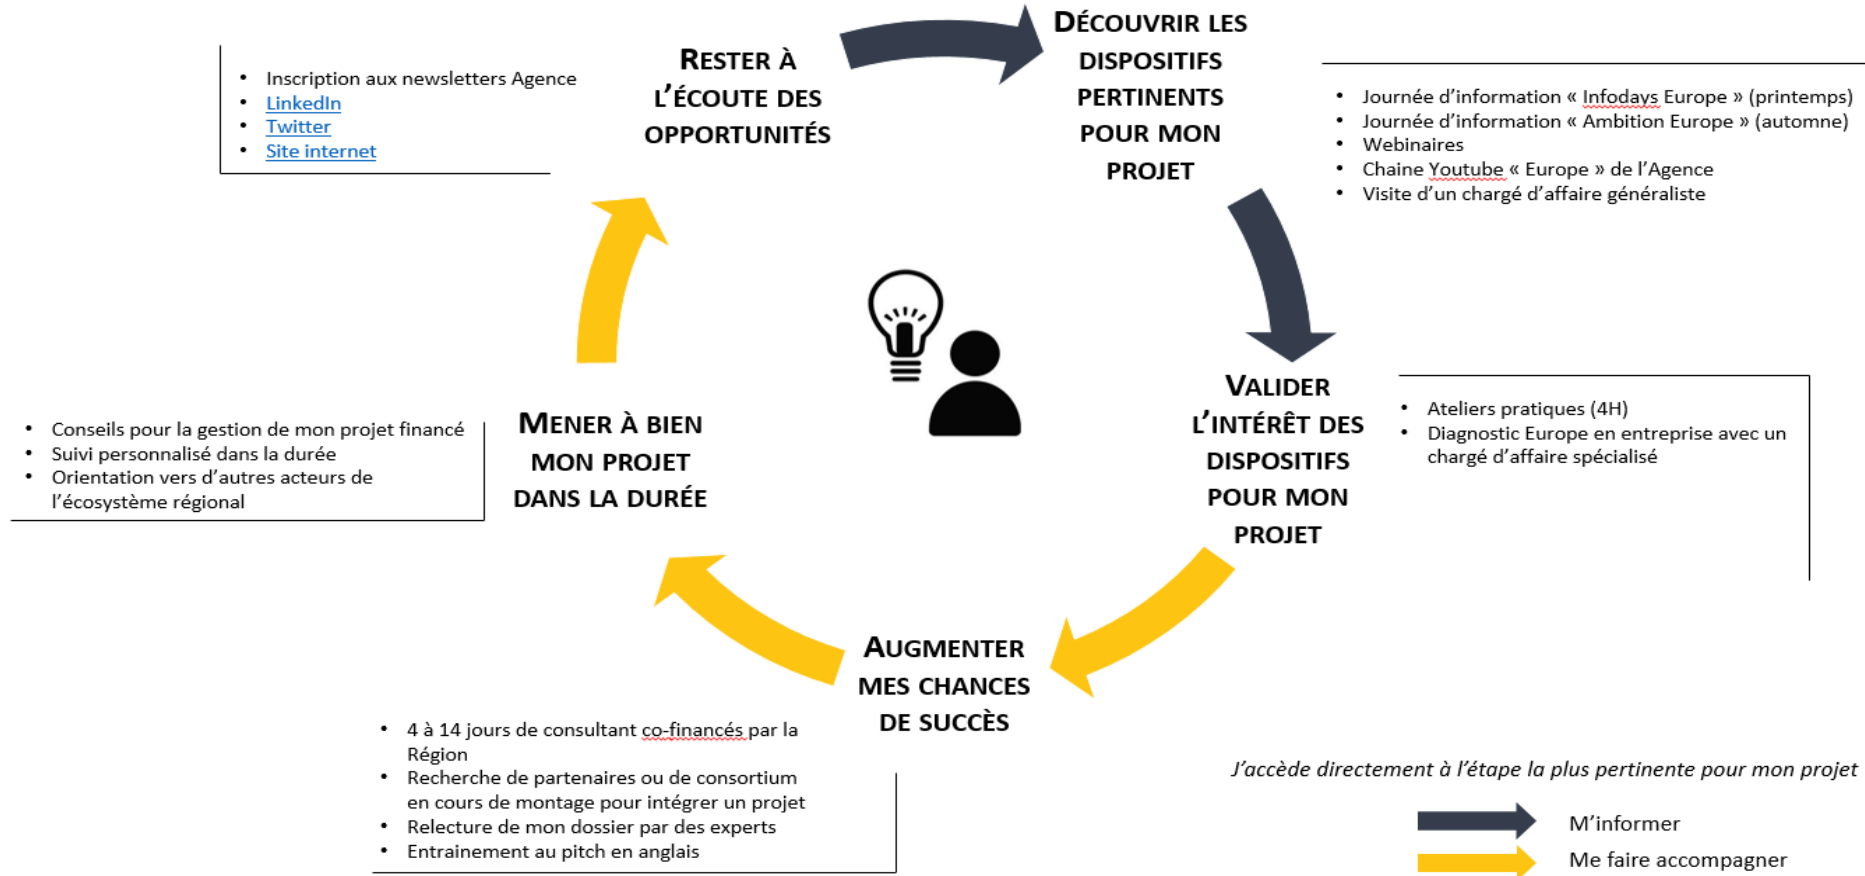 RESTER À
L'ÉCOUTE DES
OPPORTUNITÉS
• Inscription aux newsletters Agence
• LinkedIn
• Twitter
• Site internet
DÉCOUVRIR LES
DISPOSITIFS
PERTINENTS
POUR MON
PROJET
• Journée d'information « Infodays Europe » (printemps)
• Journée d'information « Ambition Europe » (automne)
• Webinaires
• Chaine Youtube « Europe » de l'Agence
• Visite d'un chargé d'affaire généraliste
VALIDER
L'INTÉRÊT DES
DISPOSITIFS
POUR MON
PROJET
• Ateliers pratiques (4H)
• Diagnostic Europe en entreprise avec un
chargé d'affaire spécialisé
AUGMENTER
MES CHANCES
DE SUCCÈS
• 4 à 14 jours de consultant co-financés par la
Région
• Recherche de partenaires ou de consortium
en cours de montage pour intégrer un projet
• Relecture de mon dossier par des experts
• Entrainement au pitch en anglais
MENER À BIEN
MON PROJET
DANS LA DURÉE
• Conseils pour la gestion de mon projet financé
• Suivi personnalisé dans la durée
• Orientation vers d'autres acteurs de
l'écosystème régional
J'accède directement à l'étape la plus pertinente pour mon projet
M'informer
Me faire accompagner